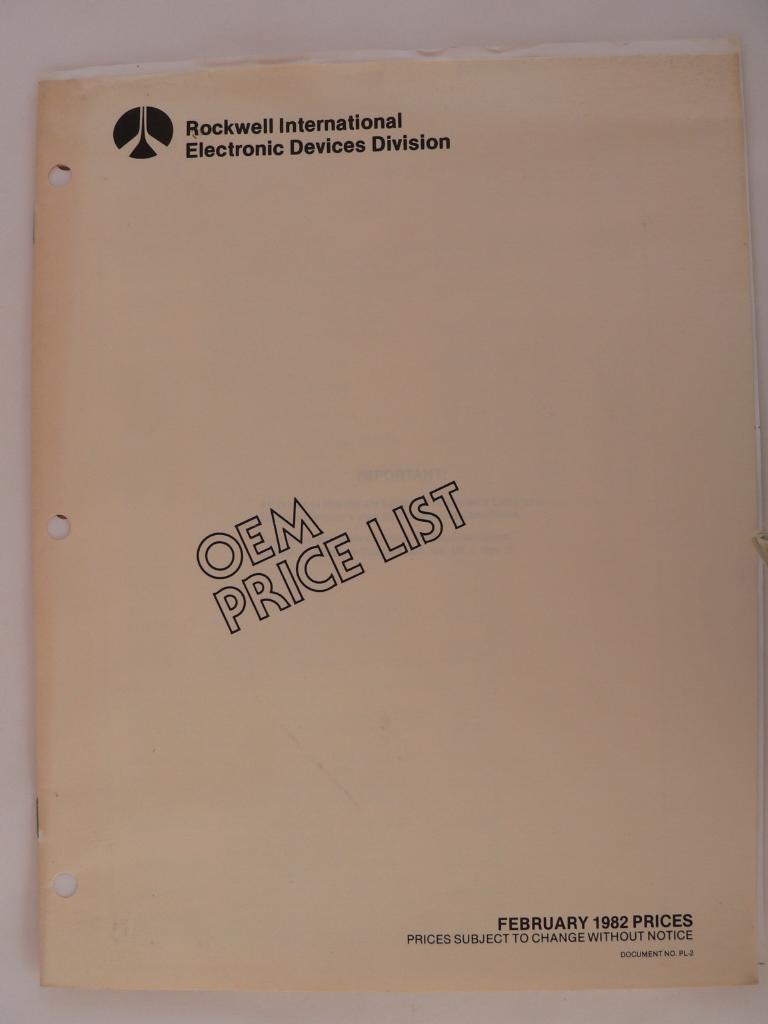 Rockwell International
Electronic Devices Division
IMPORTANT:
OEM
PRICE LIST
FEBRUARY 1982 PRICES
PRICES SUBJECT TO CHANGE WITHOUT NOTICE
DOCUMENT NO. PL-2